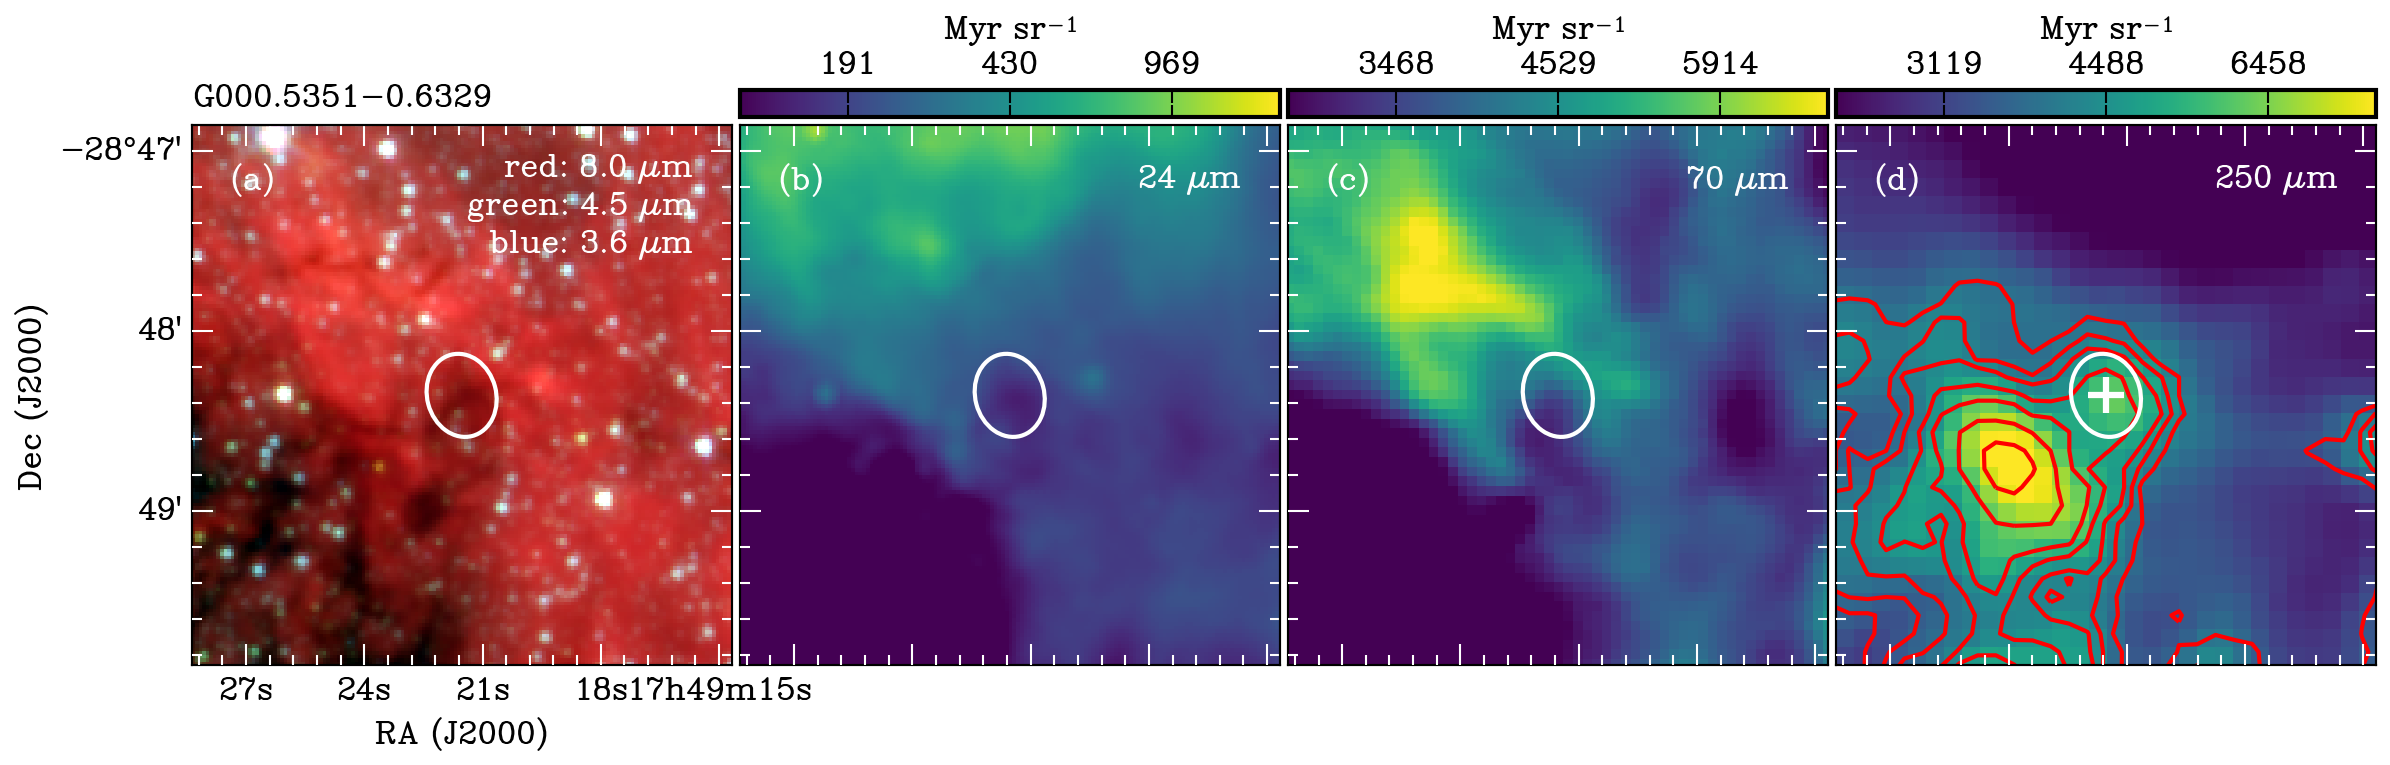 Myr sr⁻¹ Myr sr⁻¹ Myr sr⁻¹
191 430 969 3468 4529 5914 3119 4488 6458
G000.5351−0.6329
−28°47'
48'
49'
Dec (J2000)
(a)
red: 8.0 μm
green: 4.5 μm
blue: 3.6 μm
(b) 24 μm
(c) 70 μm
(d) 250 μm
27s 24s 21s 18s17h49m15s
RA (J2000)